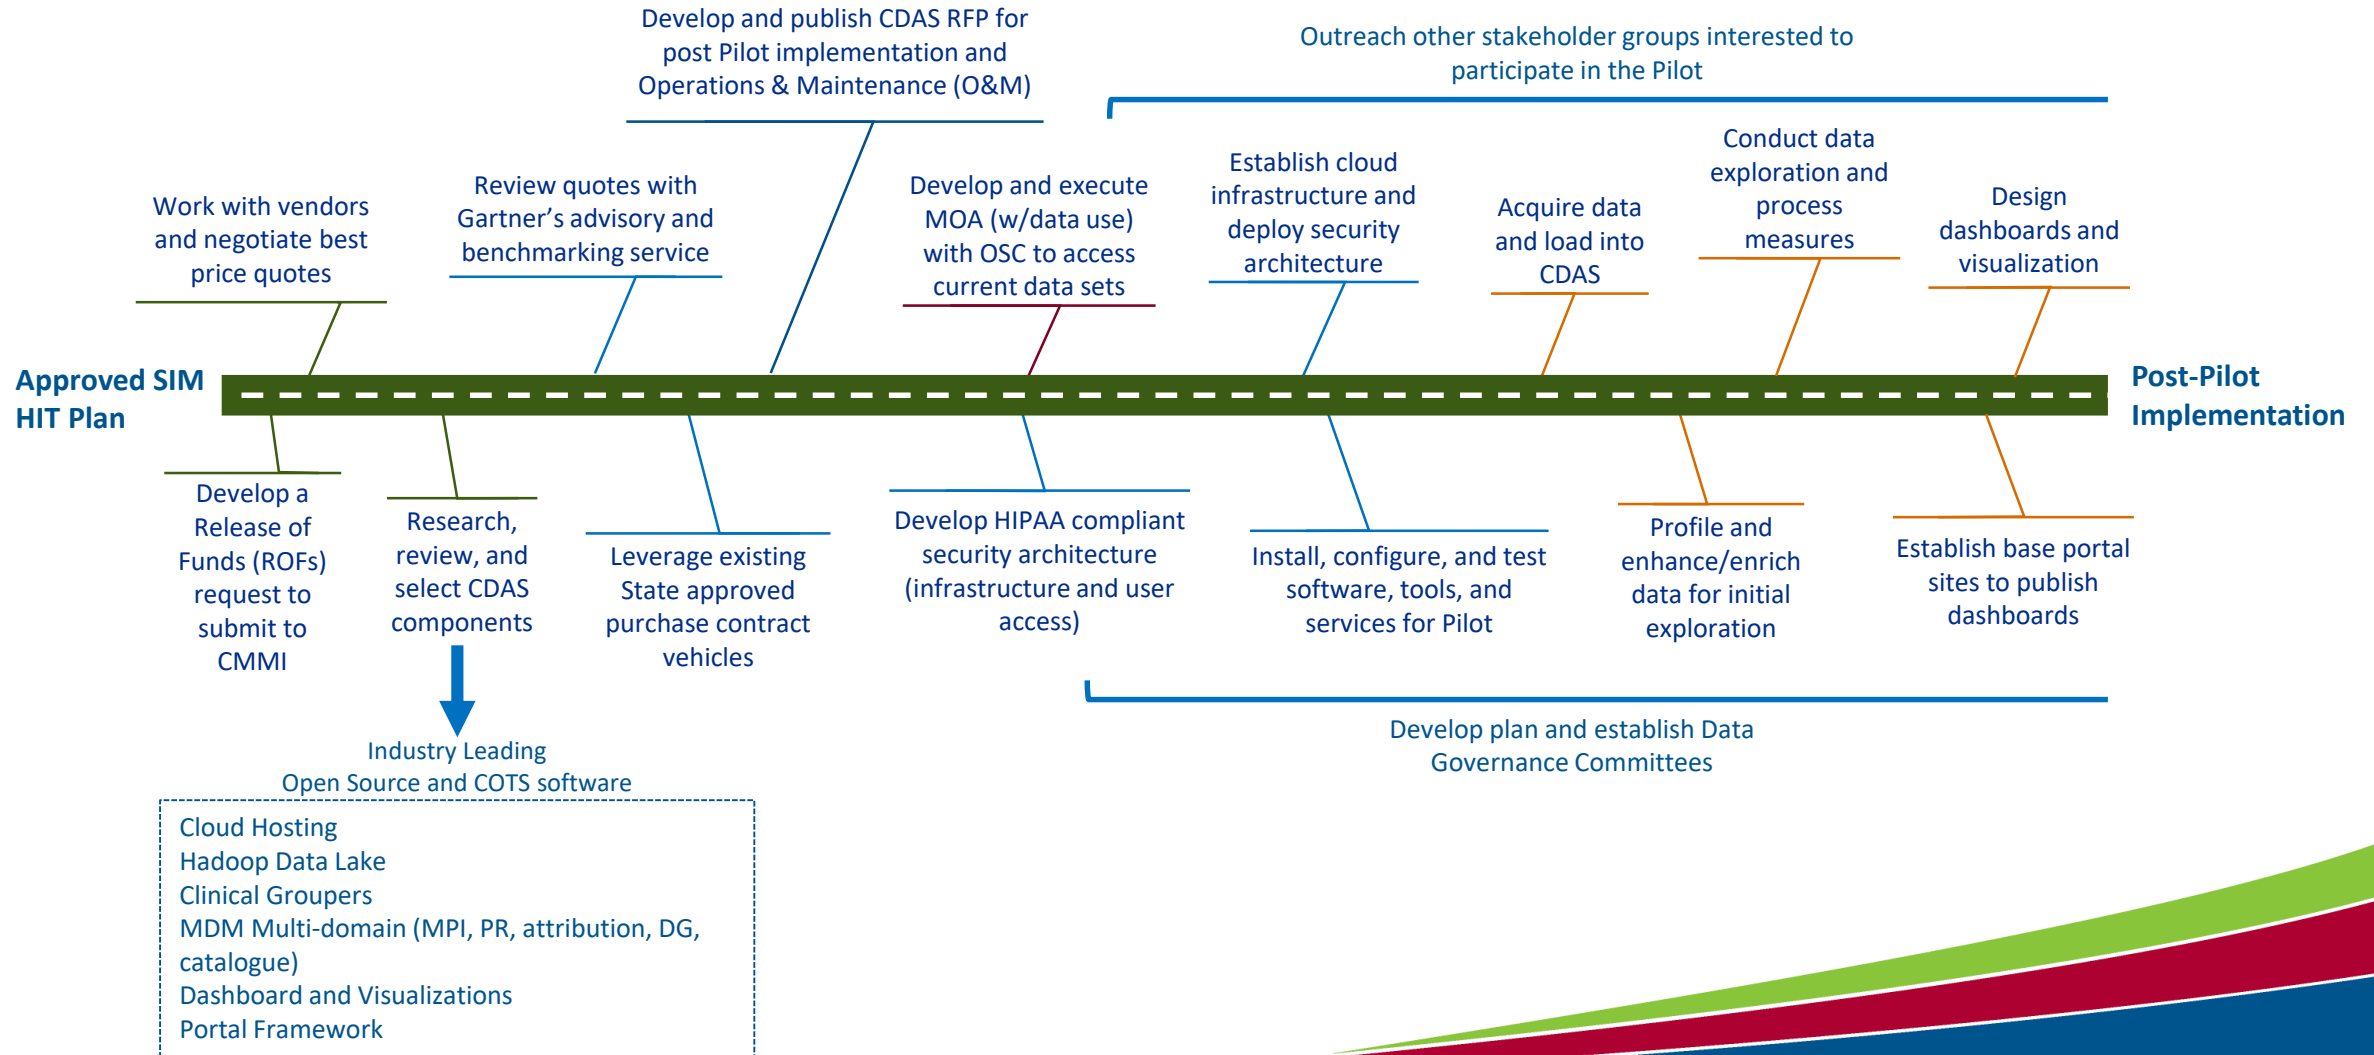 Develop and publish CDAS RFP for
post Pilot implementation and
Operations & Maintenance (O&M)
Outreach other stakeholder groups interested to
participate in the Pilot
Work with vendors
and negotiate best
price quotes
Review quotes with
Gartner’s advisory and
benchmarking service
Develop and execute
MOA (w/data use)
with OSC to access
current data sets
Establish cloud
infrastructure and
deploy security
architecture
Acquire data
and load into
CDAS
Conduct data
exploration and
process
measures
Design
dashboards and
visualization
Approved SIM
HIT Plan
Post-Pilot
Implementation
Develop a
Release of
Funds (ROFs)
request to
submit to
CMMI
Research,
review, and
select CDAS
components
Leverage existing
State approved
purchase contract
vehicles
Develop HIPAA compliant
security architecture
(infrastructure and user
access)
Install, configure, and test
software, tools, and
services for Pilot
Profile and
enhance/enrich
data for initial
exploration
Establish base portal
sites to publish
dashboards
Develop plan and establish Data
Governance Committees
Industry Leading
Open Source and COTS software
Cloud Hosting
Hadoop Data Lake
Clinical Groupers
MDM Multi-domain (MPI, PR, attribution, DG,
catalogue)
Dashboard and Visualizations
Portal Framework